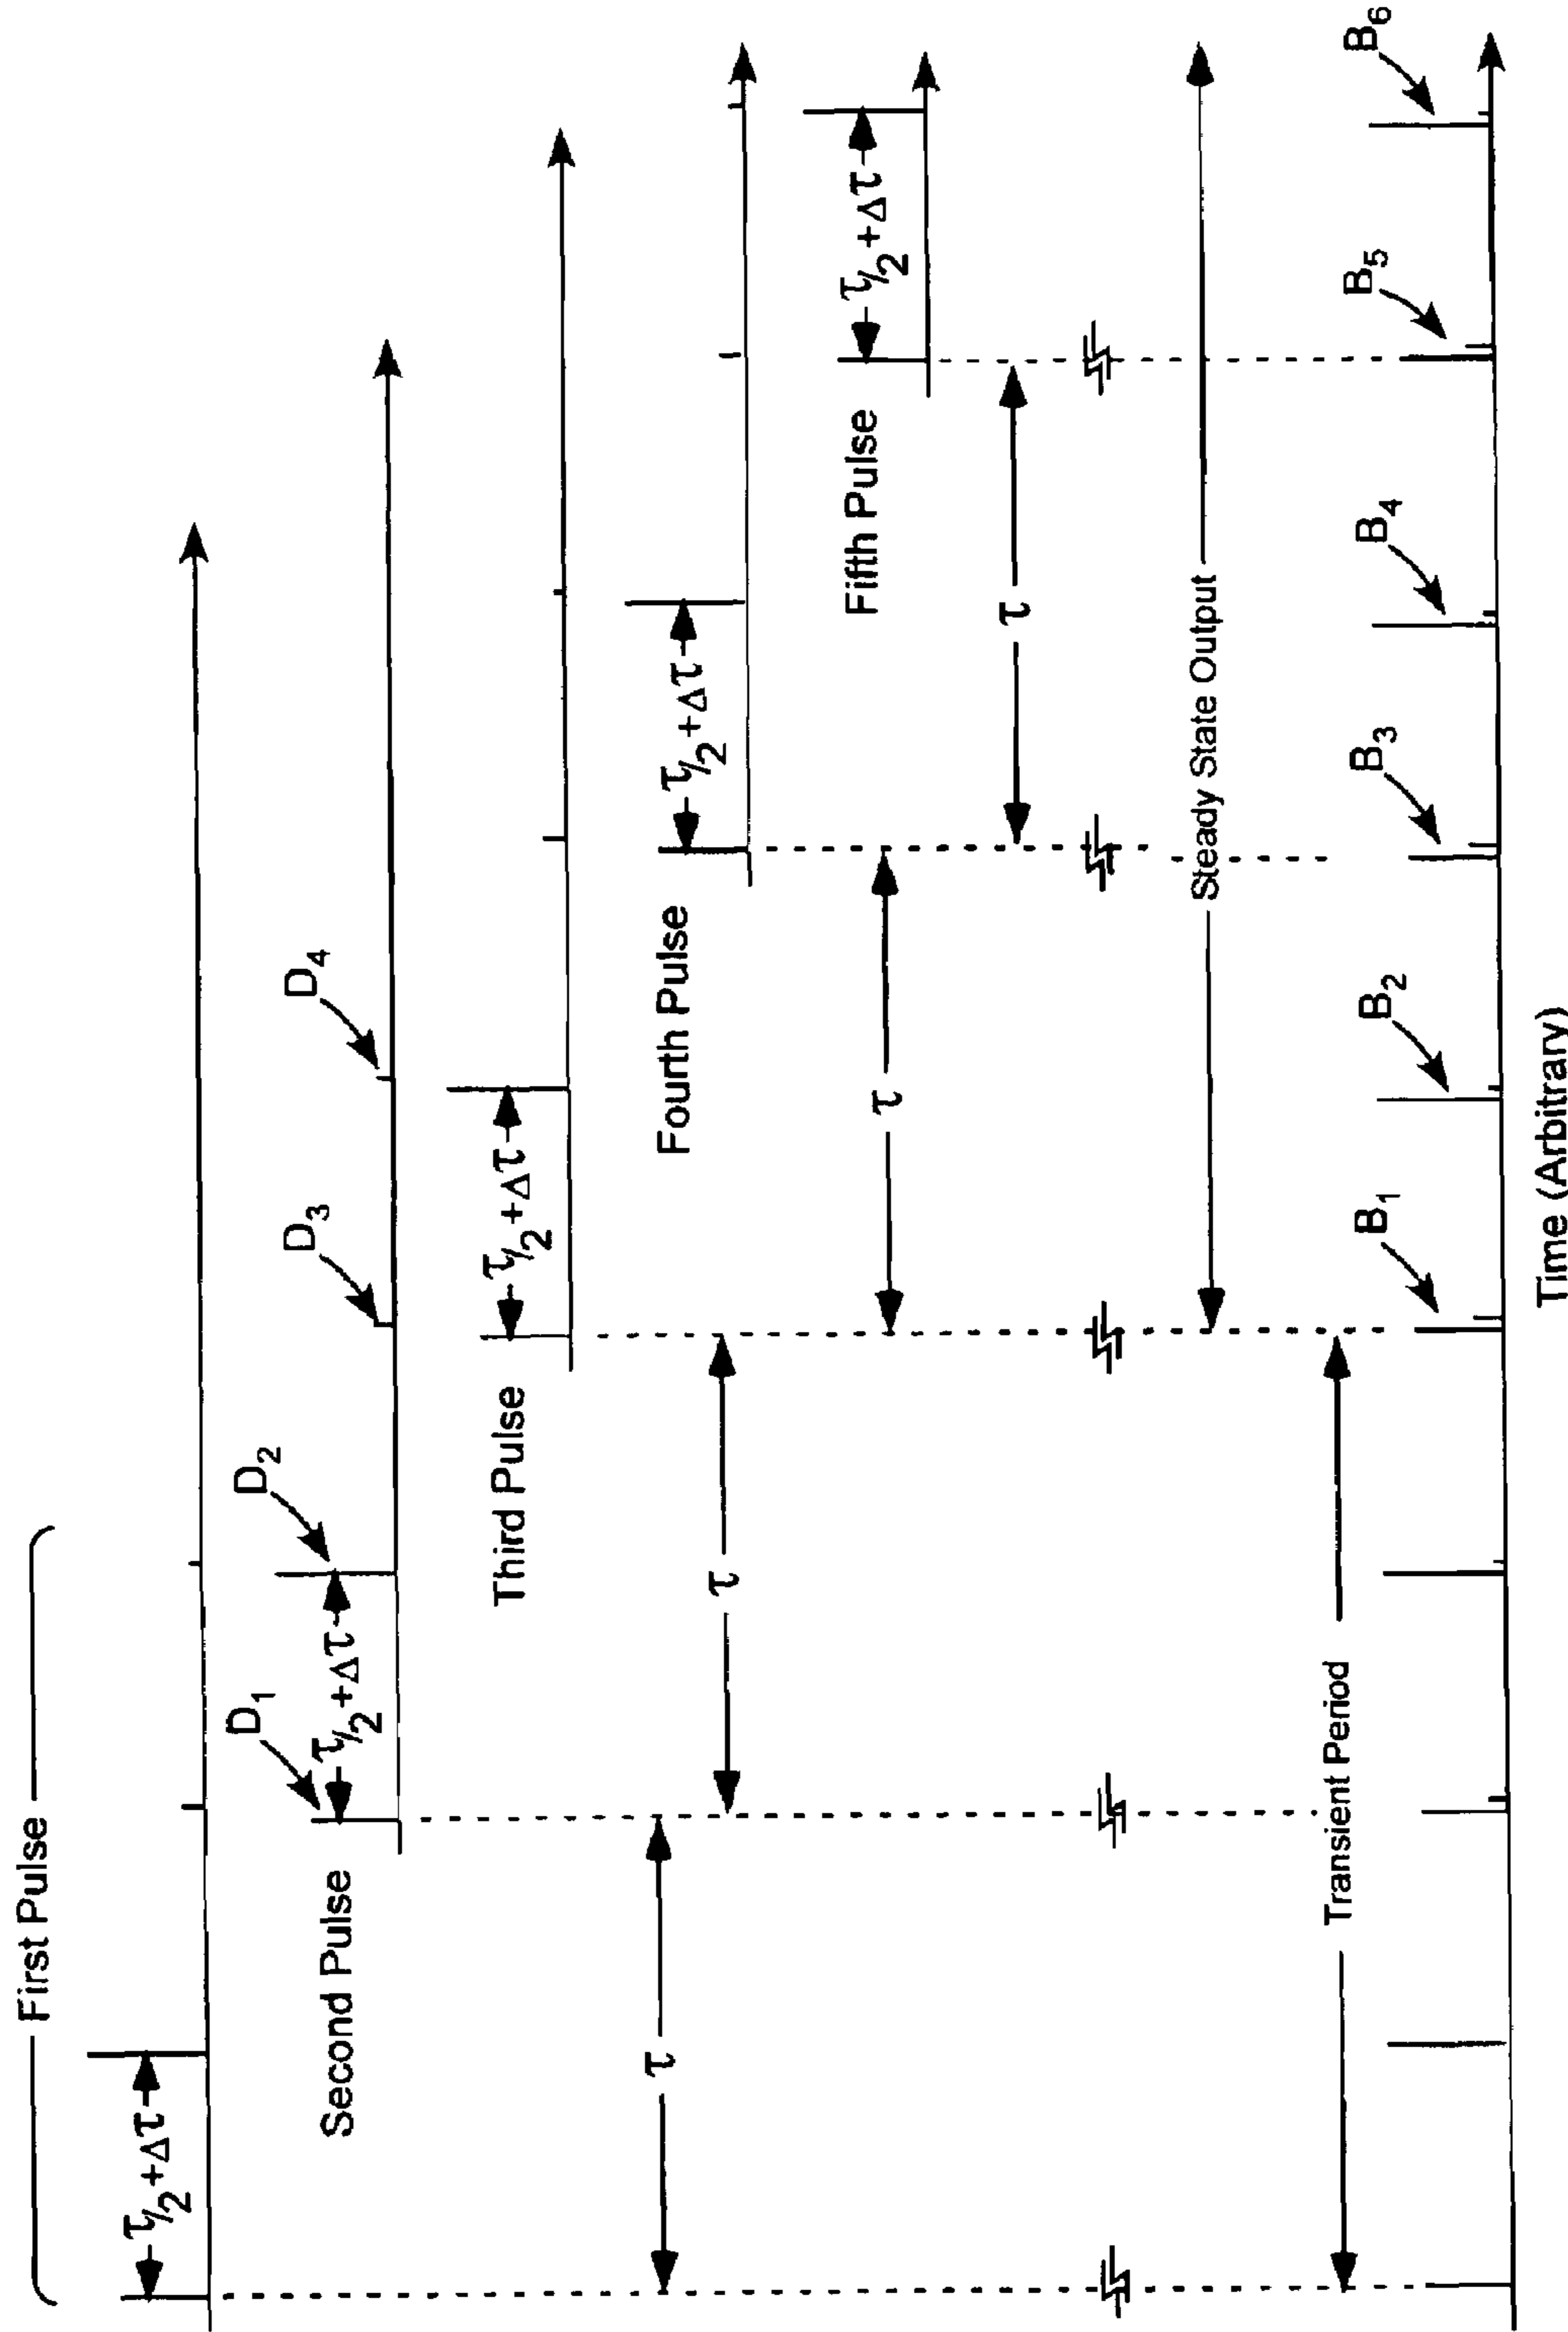 First Pulse
τ/2+Δτ
Second Pulse
D1
τ/2+Δτ
D2
D3
D4
τ
Third Pulse
τ/2+Δτ
τ
Fourth Pulse
τ/2+Δτ
τ
Fifth Pulse
τ/2+Δτ
τ
Transient Period
Steady State Output
B1
B2
B3
B4
B5
B6
Time (Arbitrary)